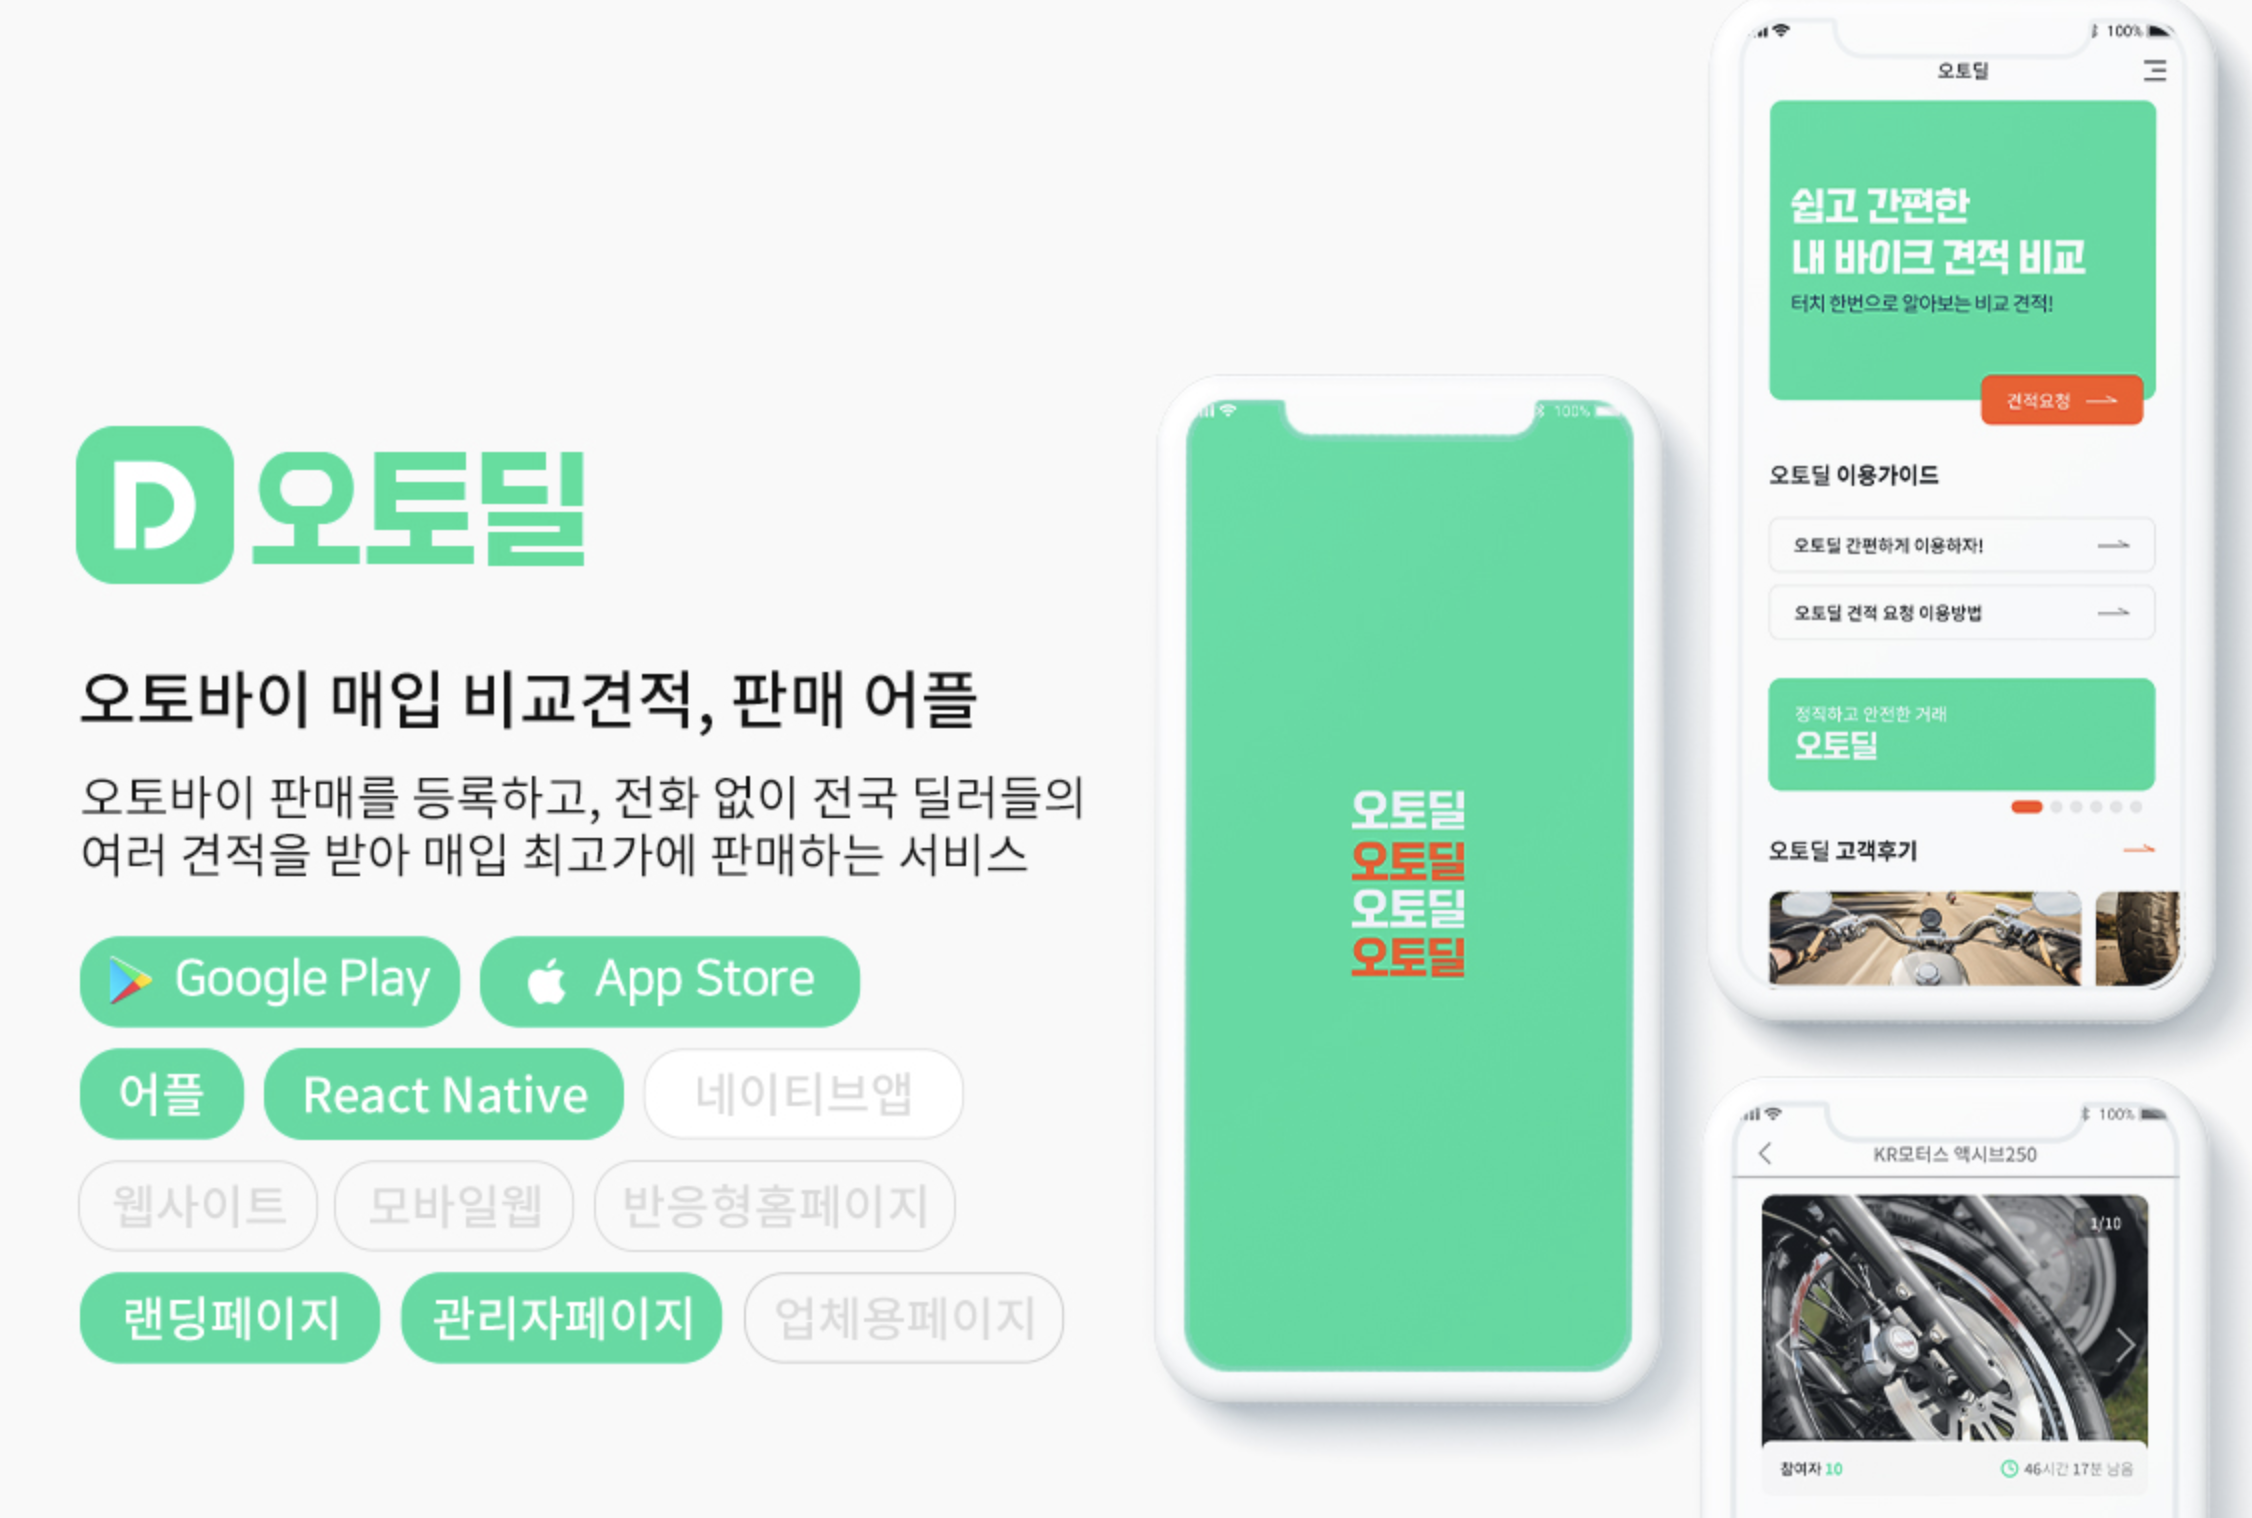 D 오토딜
오토바이 매입 비교견적, 판매 어플
오토바이 판매를 등록하고, 전화 없이 전국 딜러들의
여러 견적을 받아 매입 최고가에 판매하는 서비스
Google Play
App Store
어플
React Native
네이티브앱
웹사이트
모바일웹
반응형홈페이지
랜딩페이지
관리자페이지
업체용페이지
100%
오토딜
오토딜
오토딜
오토딜
100%
오토딜
쉽고 간편한
내 바이크 견적 비교
터치 한번으로 알아보는 비교 견적!
견적요청
오토딜 이용가이드
오토딜 간편하게 이용하자!
오토딜 견적 요청 이용방법
정직하고 안전한 거래
오토딜
오토딜 고객후기
100%
KR모터스 액시브250
1/10
참여자 10
46시간 17분 남음